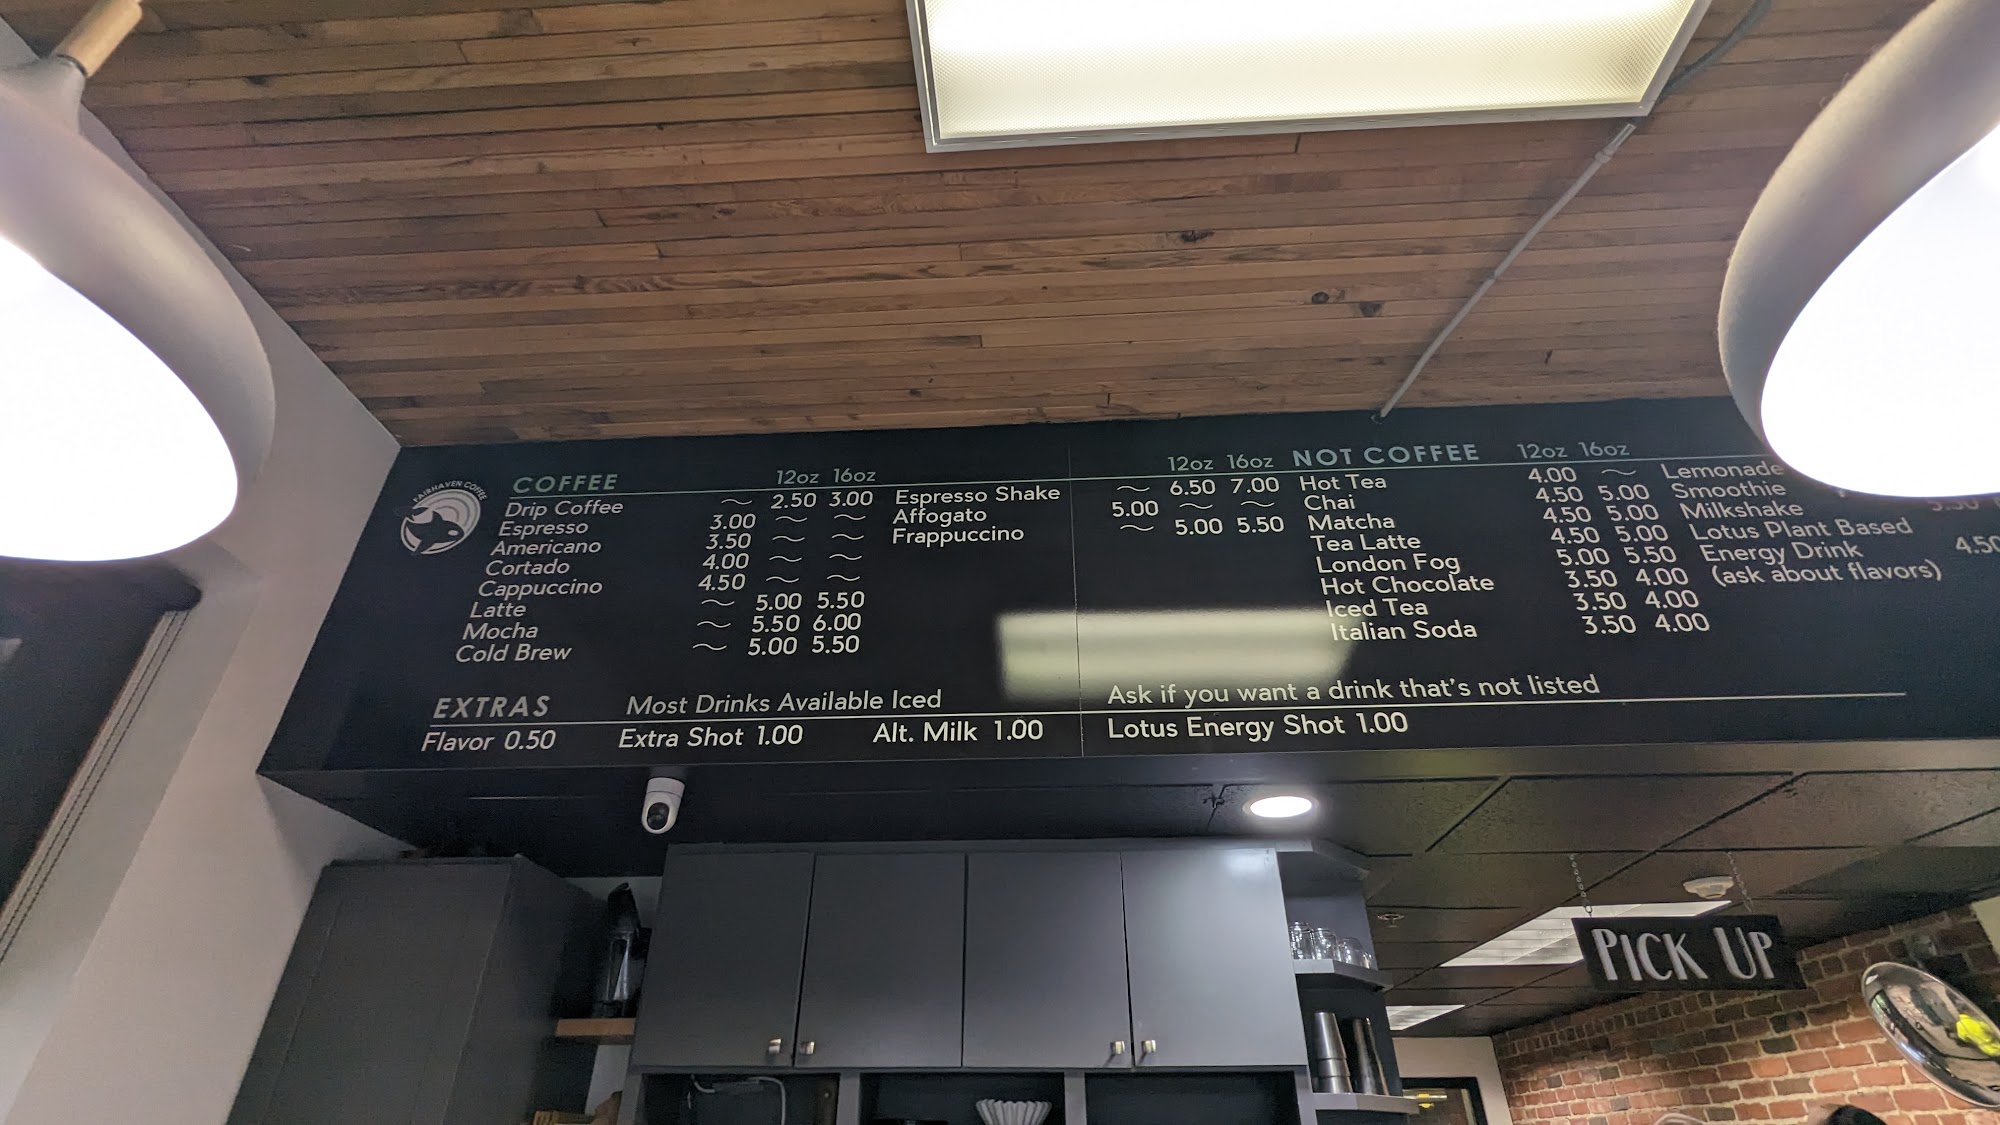 FAIRHAVEN COFFEE
COFFEE 12oz 16oz
Drip Coffee ~ 2.50 3.00
Espresso 3.00 ~ ~
Americano 3.50 ~ ~
Cortado 4.00 ~ ~
Cappuccino 4.50 ~ ~
Latte ~ 5.00 5.50
Mocha ~ 5.50 6.00
Cold Brew ~ 5.00 5.50
12oz 16oz
Espresso Shake ~ 6.50 7.00
Affogato 5.00 ~ ~
Frappuccino ~ 5.00 5.50
NOT COFFEE 12oz 16oz
Hot Tea 4.00 ~
Chai 4.50 5.00
Matcha 4.50 5.00
Tea Latte 4.50 5.00
London Fog 5.00 5.50
Hot Chocolate 3.50 4.00
Iced Tea 3.50 4.00
Italian Soda 3.50 4.00
Lemonade
Smoothie
Milkshake
Lotus Plant Based
Energy Drink 4.50
(ask about flavors)
EXTRAS Most Drinks Available Iced
Ask if you want a drink that's not listed
Flavor 0.50 Extra Shot 1.00 Alt. Milk 1.00 Lotus Energy Shot 1.00
PICK UP